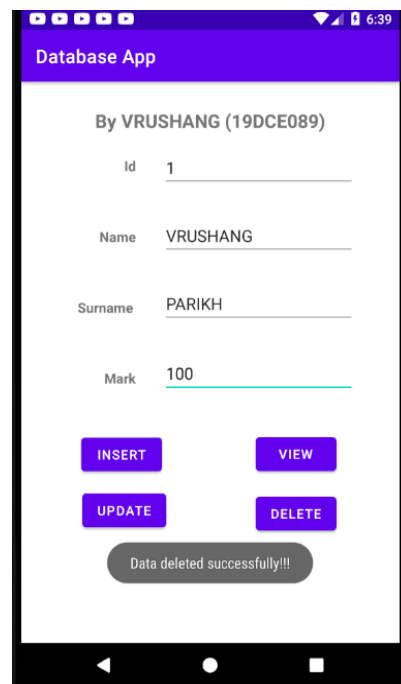 6:39
Database App
By VRUSHANG (19DCE089)
Id 1
Name VRUSHANG
Surname PARIKH
Mark 100
INSERT VIEW
UPDATE DELETE
Data deleted successfully!!!